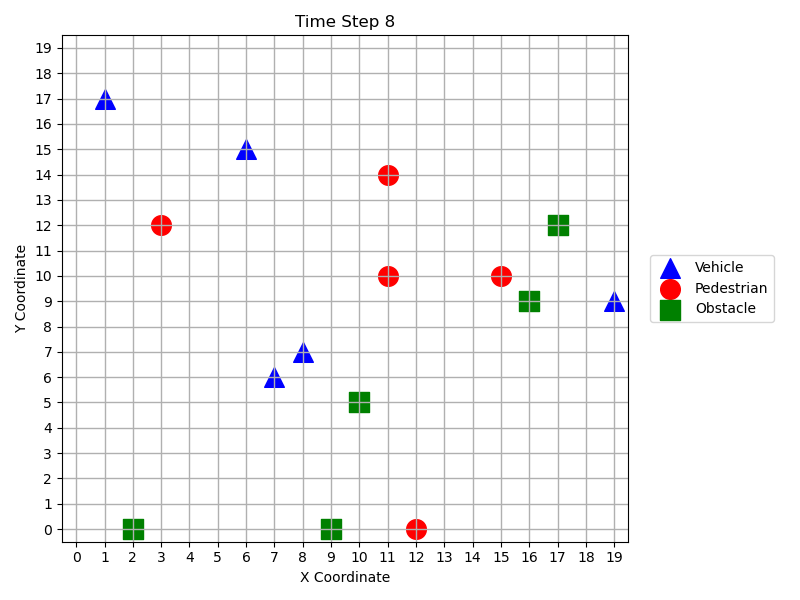 Time Step 8
19
18
17
16
15
14
13
12
11
10
9
8
7
6
5
4
3
2
1
0
Y Coordinate
0 1 2 3 4 5 6 7 8 9 10 11 12 13 14 15 16 17 18 19
X Coordinate
Vehicle
Pedestrian
Obstacle